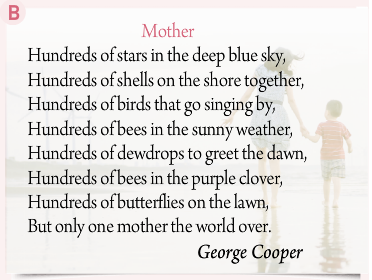 B
Mother
Hundreds of stars in the deep blue sky,
Hundreds of shells on the shore together,
Hundreds of birds that go singing by,
Hundreds of bees in the sunny weather,
Hundreds of dewdrops to greet the dawn,
Hundreds of bees in the purple clover,
Hundreds of butterflies on the lawn,
But only one mother the world over.
George Cooper